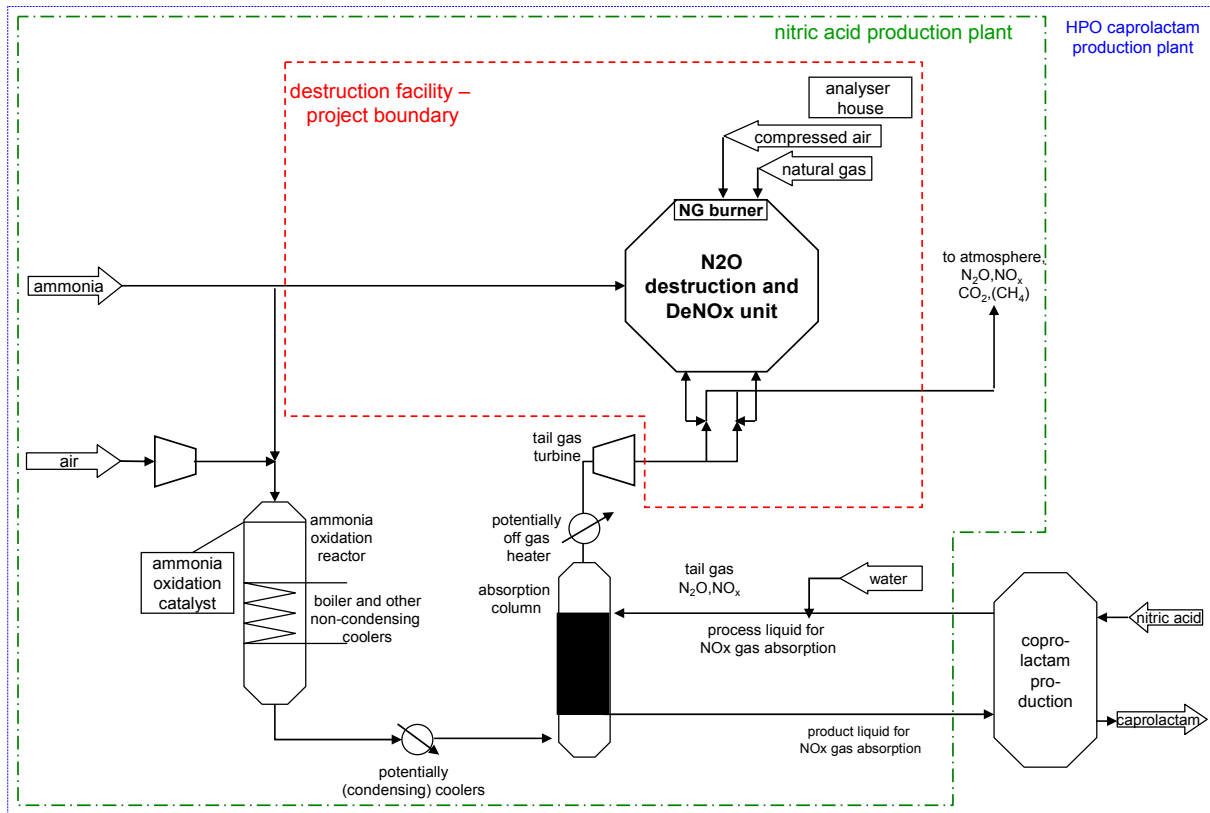 nitric acid production plant
HPO caprolactam
production plant
destruction facility –
project boundary
analyser
house
compressed air
natural gas
NG burner
N2O
destruction and
DeNOx unit
to atmosphere,
N₂O,NOₓ
CO₂,(CH₄)
ammonia
air
tail gas
turbine
ammonia
oxidation
reactor
ammonia
oxidation
catalyst
boiler and other
non-condensing
coolers
potentially
off gas
heater
absorption
column
tail gas
N₂O,NOₓ
water
process liquid for
NOx gas absorption
nitric acid
copro-
lactam
pro-
duction
caprolactam
product liquid for
NOx gas absorption
potentially
(condensing) coolers